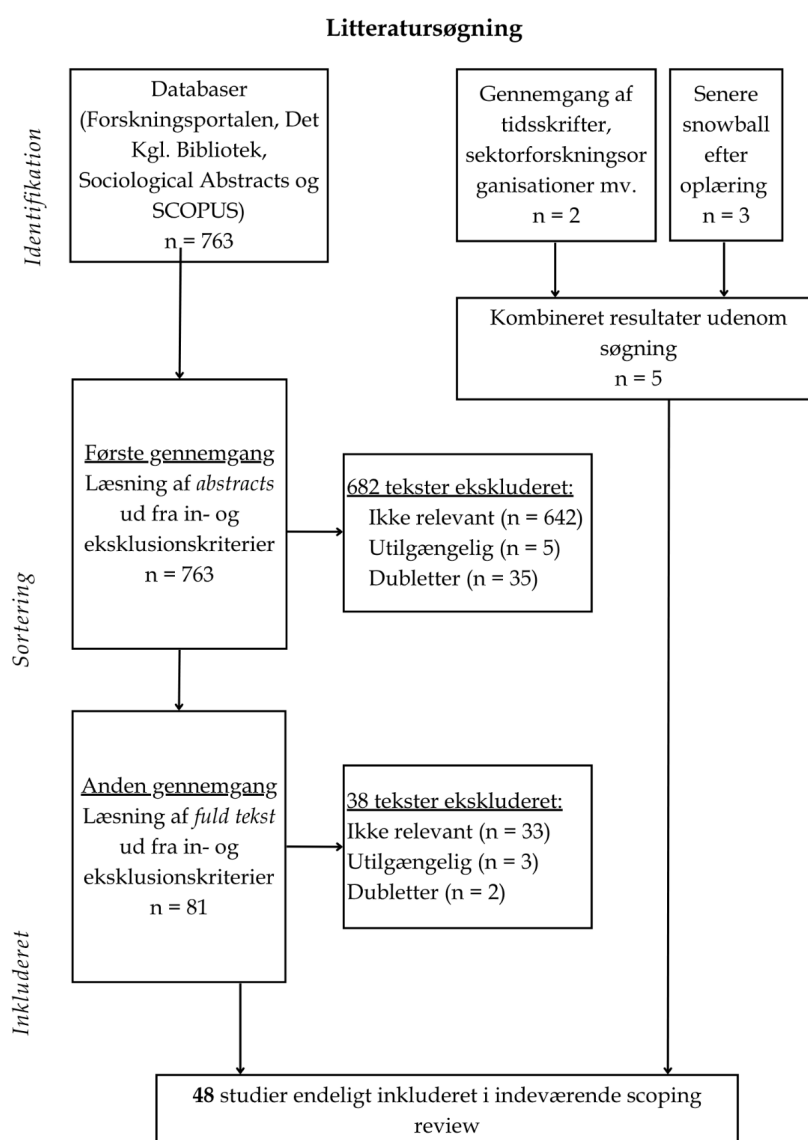 Litteratursøgning
Identifikation
Databaser
(Forskningsportalen, Det
Kgl. Bibliotek,
Sociological Abstracts og
SCOPUS)
n = 763
Gennemgang af
tidsskrifter,
sektorforskningsor
ganisationer mv.
n = 2
Senere
snowball
efter
oplæring
n = 3
Kombineret resultater udenom
søgning
n = 5
Sortering
Første gennemgang
Læsning af abstracts
ud fra in- og
eksklusionskriterier
n = 763
682 tekster ekskluderet:
Ikke relevant (n = 642)
Utilgængelig (n = 5)
Dubletter (n = 35)
Anden gennemgang
Læsning af fuld tekst
ud fra in- og
eksklusionskriterier
n = 81
38 tekster ekskluderet:
Ikke relevant (n = 33)
Utilgængelig (n = 3)
Dubletter (n = 2)
Inkluderet
48 studier endeligt inkluderet i indeværende scoping
review